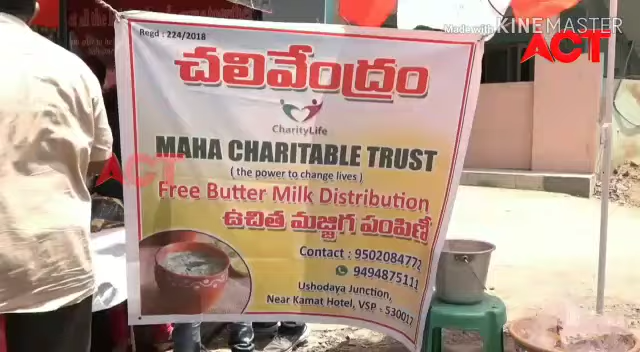 Made with KINEMASTER
ACT
Regd : 224/2018
చలివేంద్రం
CharityLife
MAHA CHARITABLE TRUST
( the power to change lives )
ACT
Free Butter Milk Distribution
ఉచిత మజ్జిగ పంపిణీ
Contact : 9502084772
9494875111
Ushodaya Junction,
Near Kamat Hotel, VSP - 530017